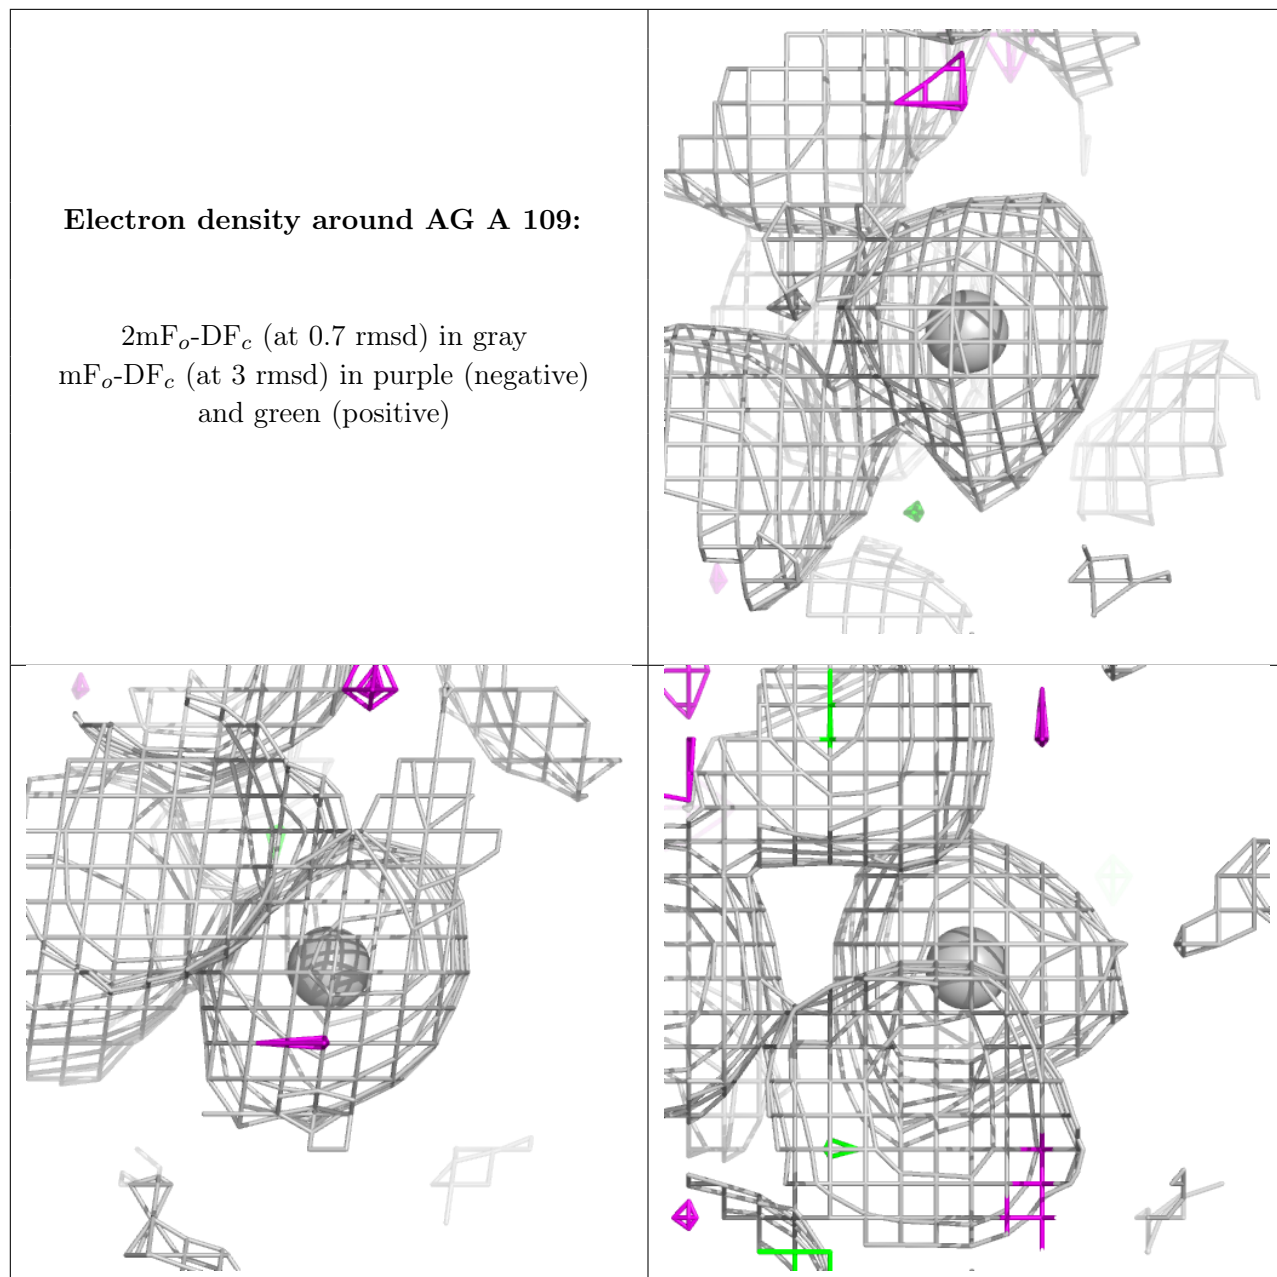 Electron density around AG A 109:
2mFo-DFc (at 0.7 rmsd) in gray
mFo-DFc (at 3 rmsd) in purple (negative)
and green (positive)